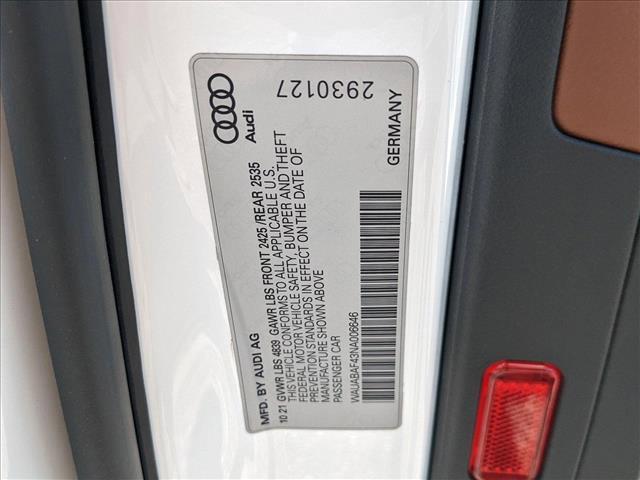 Audi
2930127
MFD. BY AUDI AG
10 21 GVWR LBS 4839 GAWR LBS FRONT 2425 /REAR 2535
THIS VEHICLE CONFORMS TO ALL APPLICABLE U.S.
FEDERAL MOTOR VEHICLE SAFETY, BUMPER AND THEFT
PREVENTION STANDARDS IN EFFECT ON THE DATE OF
MANUFACTURE SHOWN ABOVE
PASSENGER CAR
WAUABAF43NA006646
GERMANY